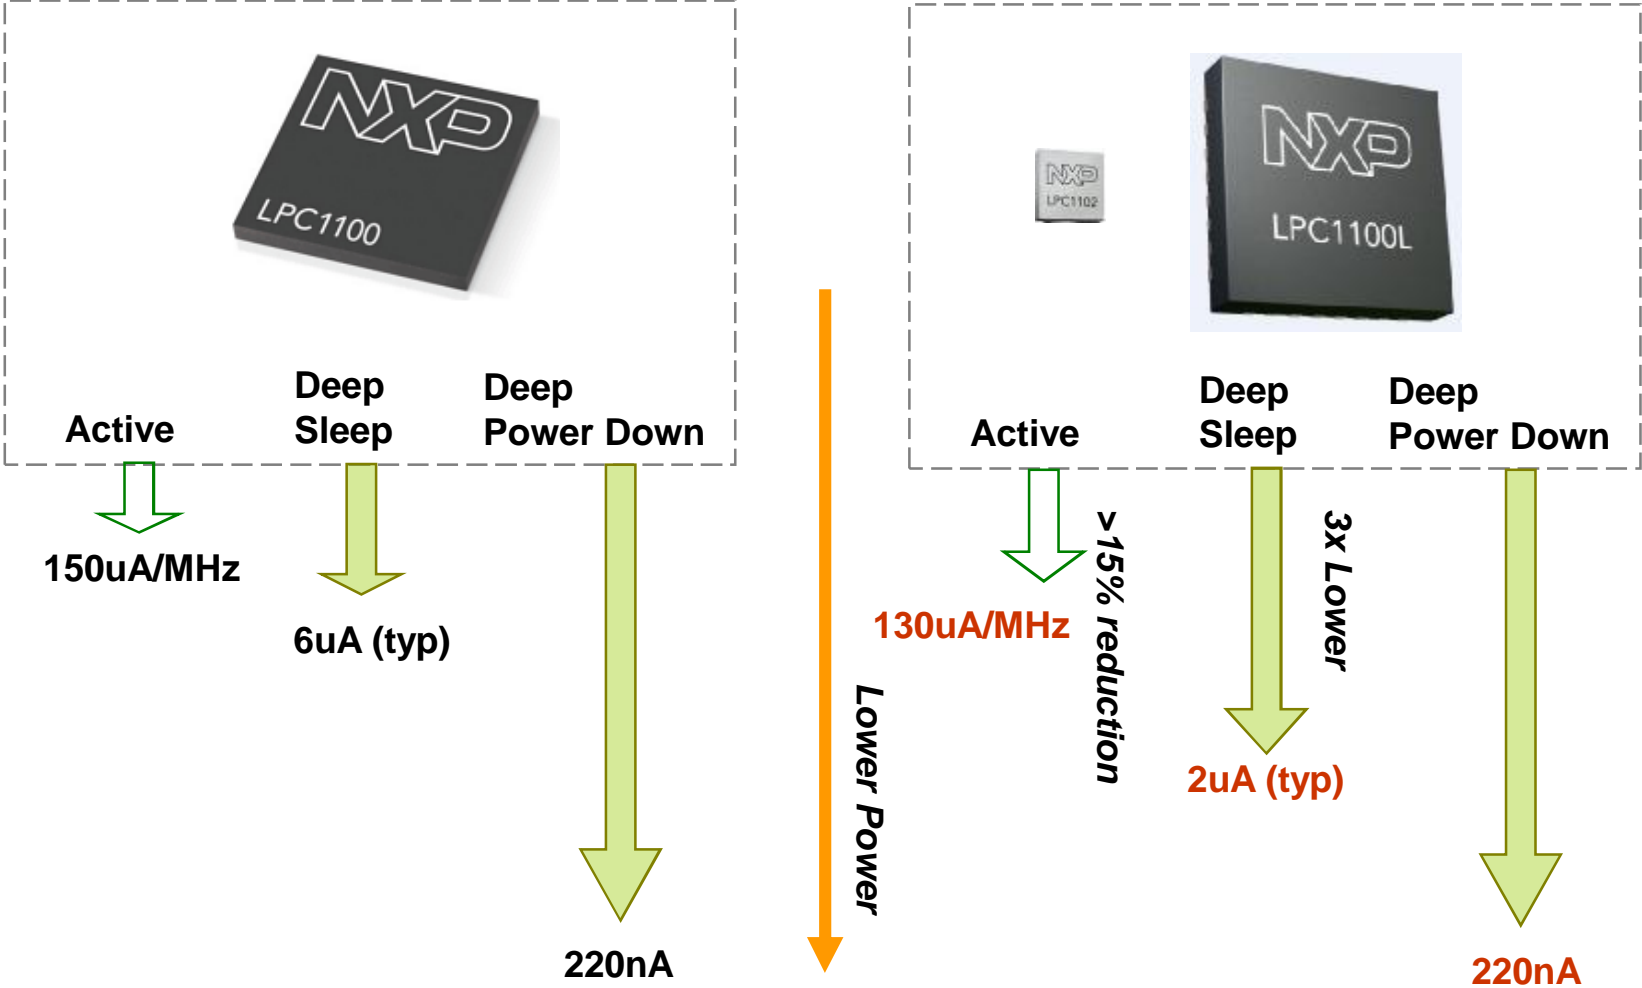 NXP
LPC1100
Deep
Sleep
Deep
Power Down
Active
150uA/MHz
6uA (typ)
220nA
Lower Power
NXP
LPC1102
NXP
LPC1100L
Deep
Sleep
Deep
Power Down
Active
>15% reduction
3x Lower
130uA/MHz
2uA (typ)
220nA